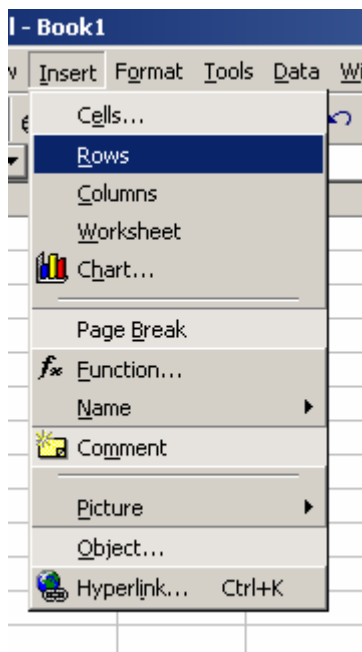 l - Book1
w Insert Format Tools Data Wi
Cells...
Rows
Columns
Worksheet
Chart...
Page Break
fx Function...
Name
Comment
Picture
Object...
Hyperlink... Ctrl+K